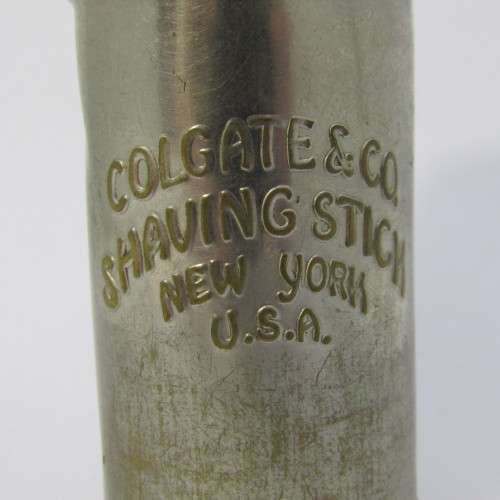 COLGATE & CO.
SHAVING STICK
NEW YORK
U.S.A.